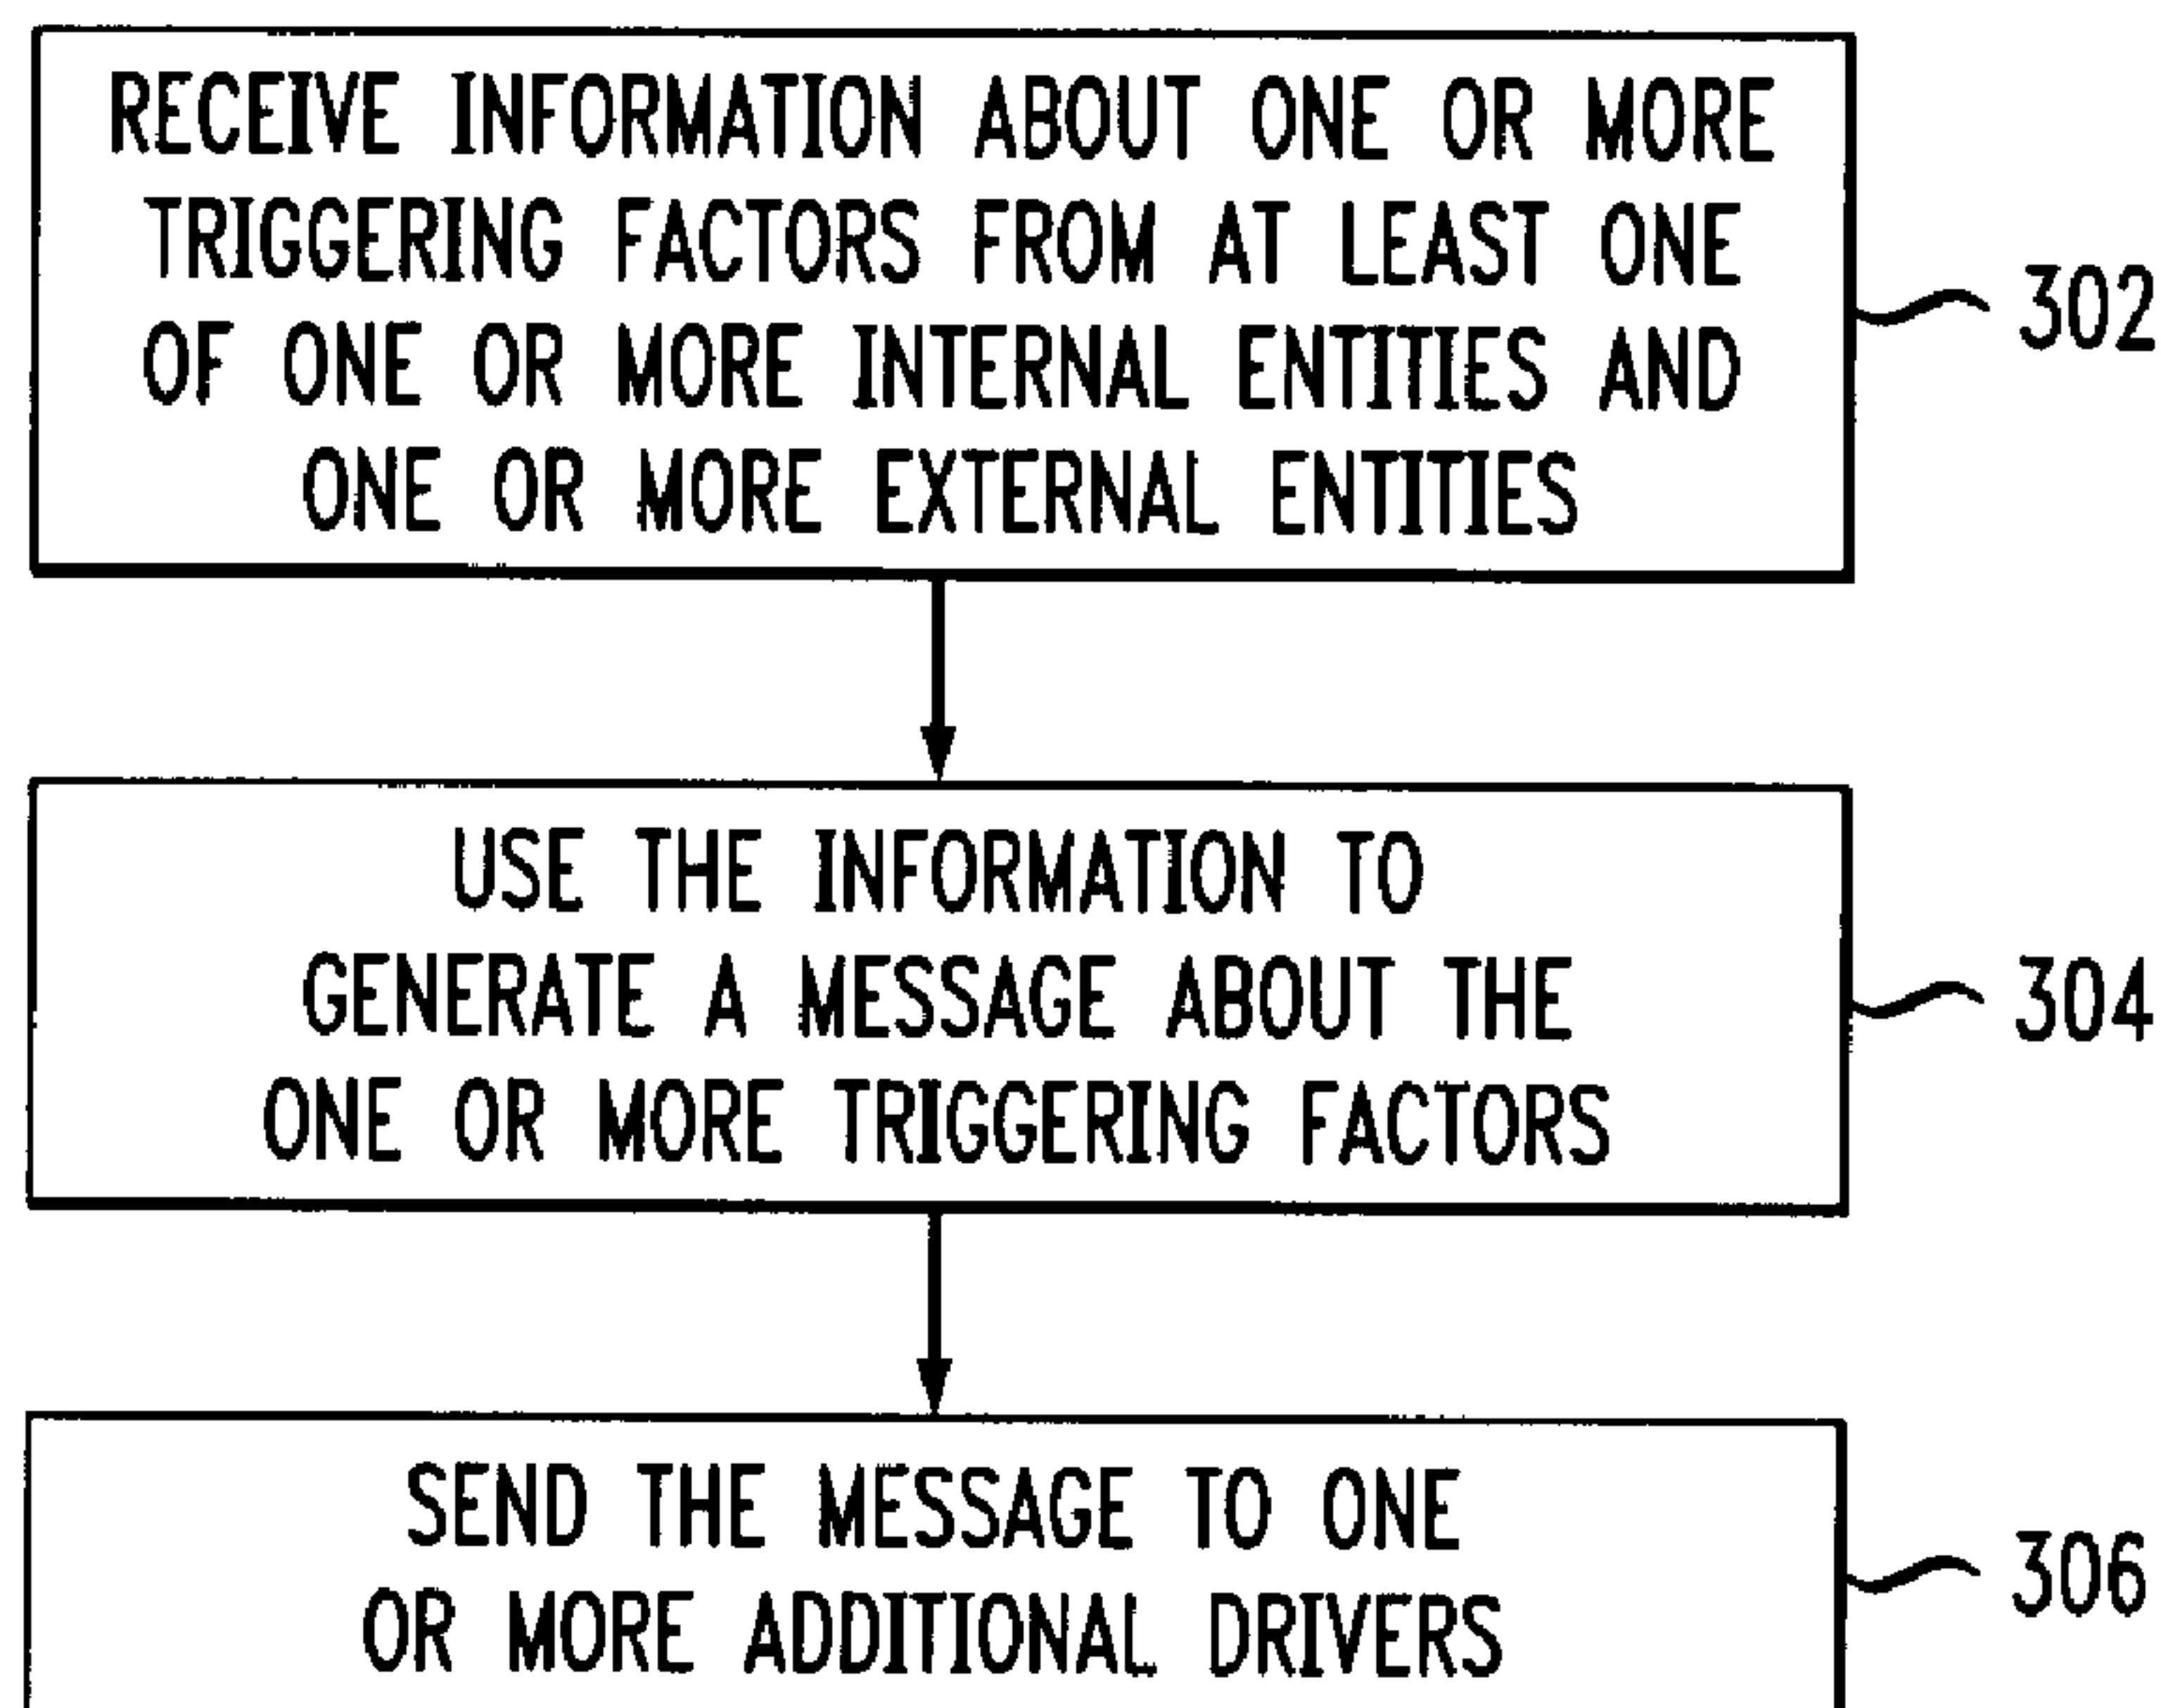 RECEIVE INFORMATION ABOUT ONE OR MORE
TRIGGERING FACTORS FROM AT LEAST ONE
OF ONE OR MORE INTERNAL ENTITIES AND
ONE OR MORE EXTERNAL ENTITIES
302
USE THE INFORMATION TO
GENERATE A MESSAGE ABOUT THE
ONE OR MORE TRIGGERING FACTORS
304
SEND THE MESSAGE TO ONE
OR MORE ADDITIONAL DRIVERS
306